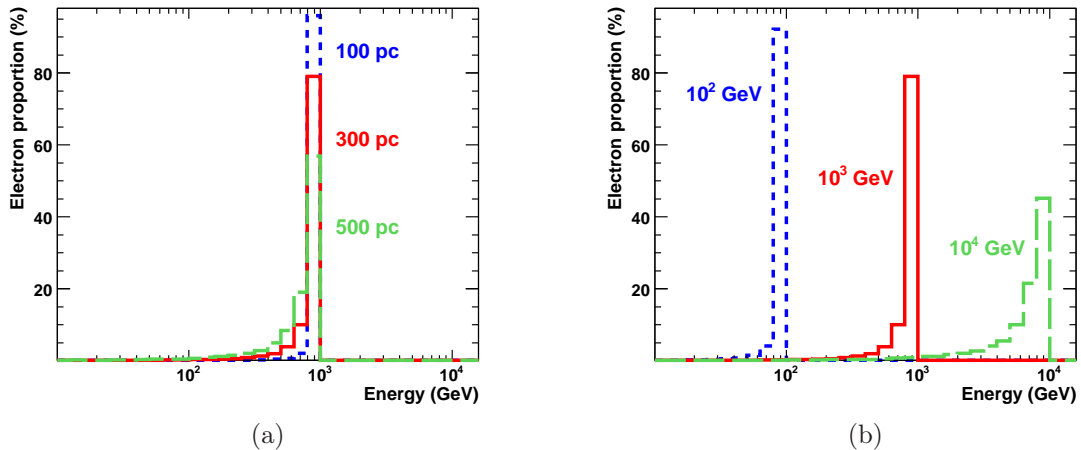 Electron proportion (%)
80
60
40
20
100 pc
300 pc
500 pc
10²
10³
10⁴
Energy (GeV)
(a)
Electron proportion (%)
80
60
40
20
10² GeV
10³ GeV
10⁴ GeV
10²
10³
10⁴
Energy (GeV)
(b)